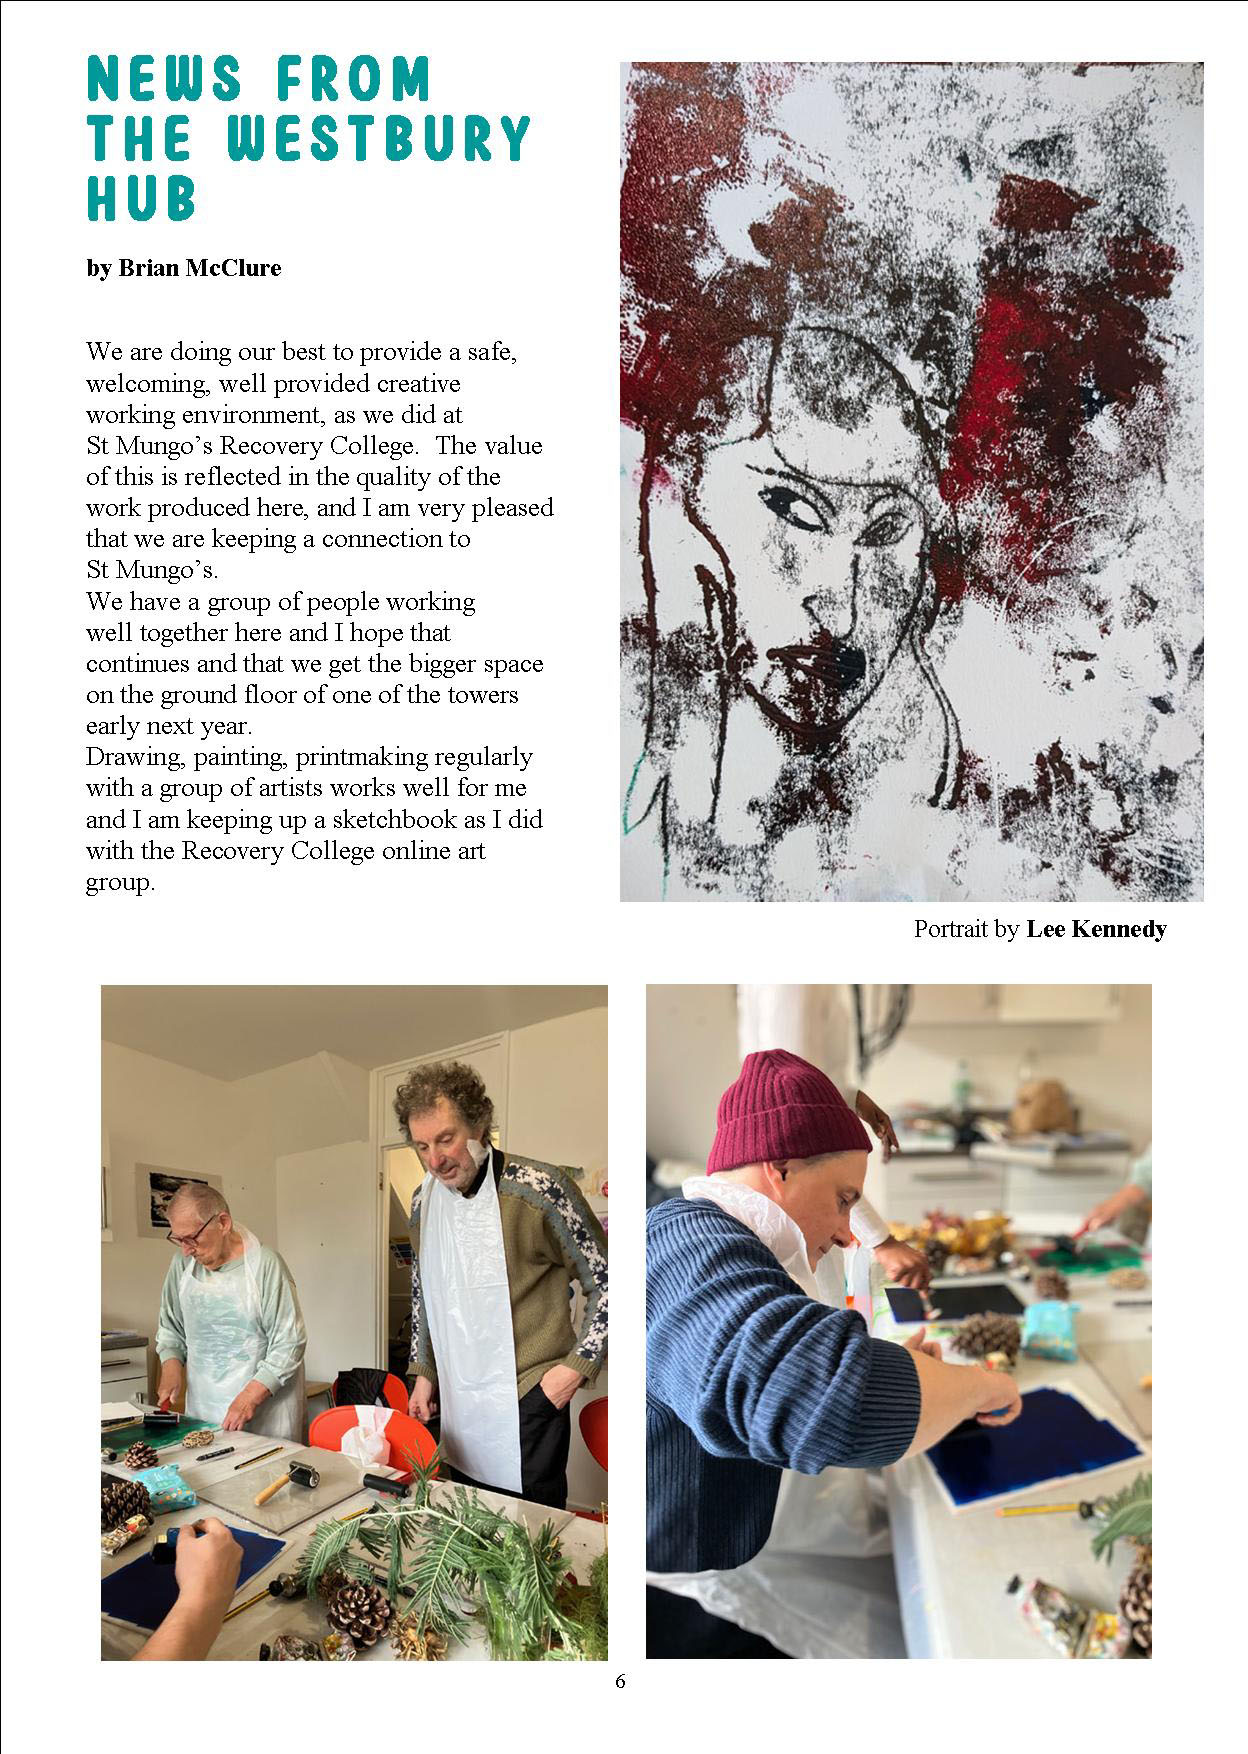 NEWS FROM
THE WESTBURY
HUB
by Brian McClure
We are doing our best to provide a safe,
welcoming, well provided creative
working environment, as we did at
St Mungo’s Recovery College.  The value
of this is reflected in the quality of the
work produced here, and I am very pleased
that we are keeping a connection to
St Mungo’s.
We have a group of people working
well together here and I hope that
continues and that we get the bigger space
on the ground floor of one of the towers
early next year.
Drawing, painting, printmaking regularly
with a group of artists works well for me
and I am keeping up a sketchbook as I did
with the Recovery College online art
group.
Portrait by Lee Kennedy
6